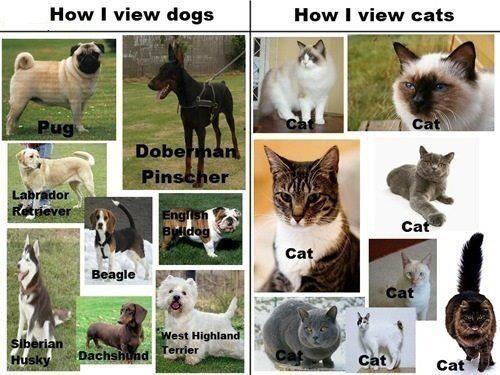 How I view dogs
Pug
Doberman
Pinscher
Labrador
Retriever
Beagle
English
Bulldog
Siberian
Husky
Dachshund
West Highland
Terrier
How I view cats
Cat
Cat
Cat
Cat
Cat
Cat
Cat
Cat